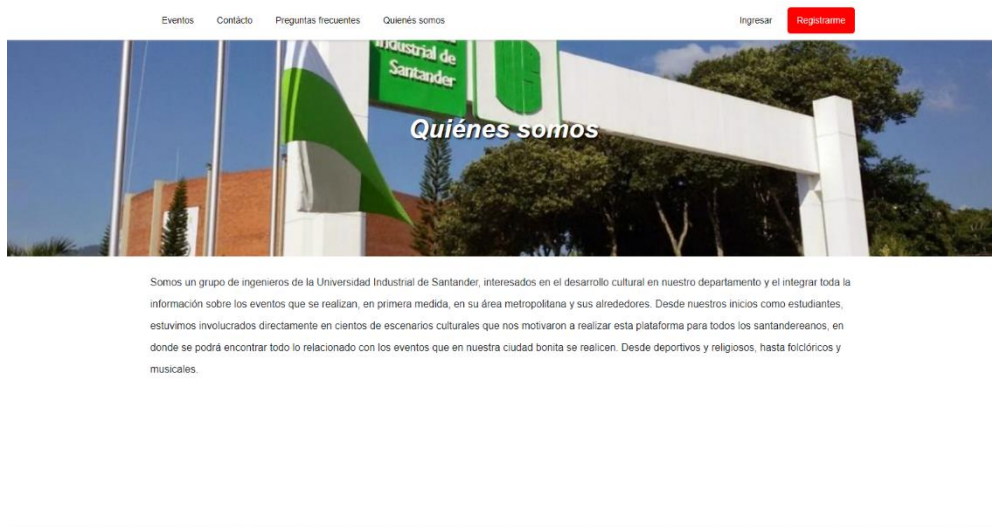 Eventos Contácto Preguntas frecuentes Quienés somos Ingresar Registrarme
Industrial de
Santander
Quiénes somos
Somos un grupo de ingenieros de la Universidad Industrial de Santander, interesados en el desarrollo cultural en nuestro departamento y el integrar toda la
información sobre los eventos que se realizan, en primera medida, en su área metropolitana y sus alrededores. Desde nuestros inicios como estudiantes,
estuvimos involucrados directamente en cientos de escenarios culturales que nos motivaron a realizar esta plataforma para todos los santandereanos, en
donde se podrá encontrar todo lo relacionado con los eventos que en nuestra ciudad bonita se realicen. Desde deportivos y religiosos, hasta folclóricos y
musicales.